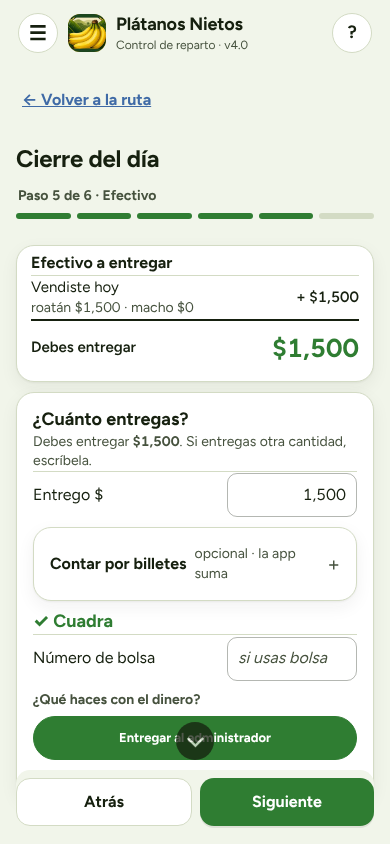 ☰
Plátanos Nietos
Control de reparto · v4.0
?
← Volver a la ruta
Cierre del día
Paso 5 de 6 · Efectivo
Efectivo a entregar
Vendiste hoy
roatán $1,500 · macho $0
+ $1,500
Debes entregar
$1,500
¿Cuánto entregas?
Debes entregar $1,500. Si entregas otra cantidad,
escríbela.
Entrego $
1,500
Contar por billetes
opcional · la app
suma
+
✓ Cuadra
Número de bolsa
si usas bolsa
¿Qué haces con el dinero?
Entregar al administrador
Atrás
Siguiente